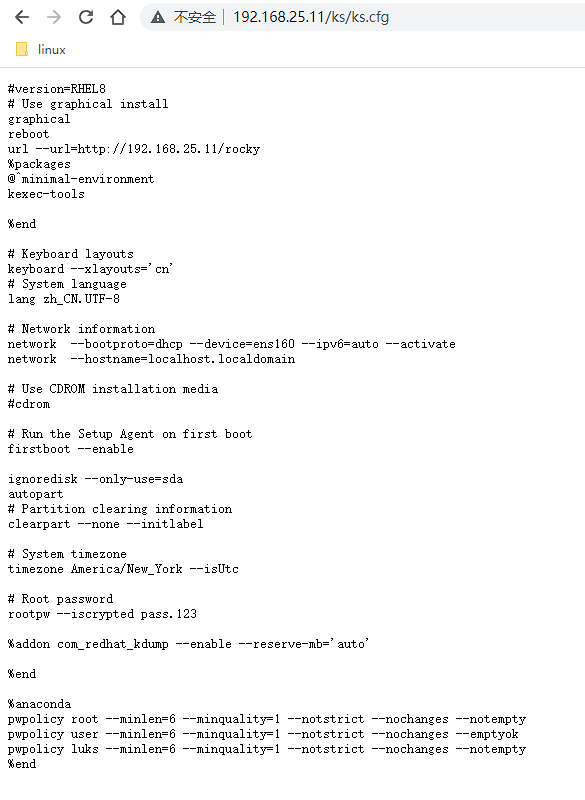 不安全 | 192.168.25.11/ks/ks.cfg
linux
#version=RHEL8
# Use graphical install
graphical
reboot
url --url=http://192.168.25.11/rocky
%packages
@^minimal-environment
kexec-tools
%end
# Keyboard layouts
keyboard --xlayouts='cn'
# System language
lang zh_CN.UTF-8
# Network information
network  --bootproto=dhcp --device=ens160 --ipv6=auto --activate
network  --hostname=localhost.localdomain
# Use CDROM installation media
#cdrom
# Run the Setup Agent on first boot
firstboot --enable
ignoredisk --only-use=sda
autopart
# Partition clearing information
clearpart --none --initlabel
# System timezone
timezone America/New_York --isUtc
# Root password
rootpw --iscrypted pass.123
%addon com_redhat_kdump --enable --reserve-mb='auto'
%end
%anaconda
pwpolicy root --minlen=6 --minquality=1 --notstrict --nochanges --notempty
pwpolicy user --minlen=6 --minquality=1 --notstrict --nochanges --emptyok
pwpolicy luks --minlen=6 --minquality=1 --notstrict --nochanges --notempty
%end